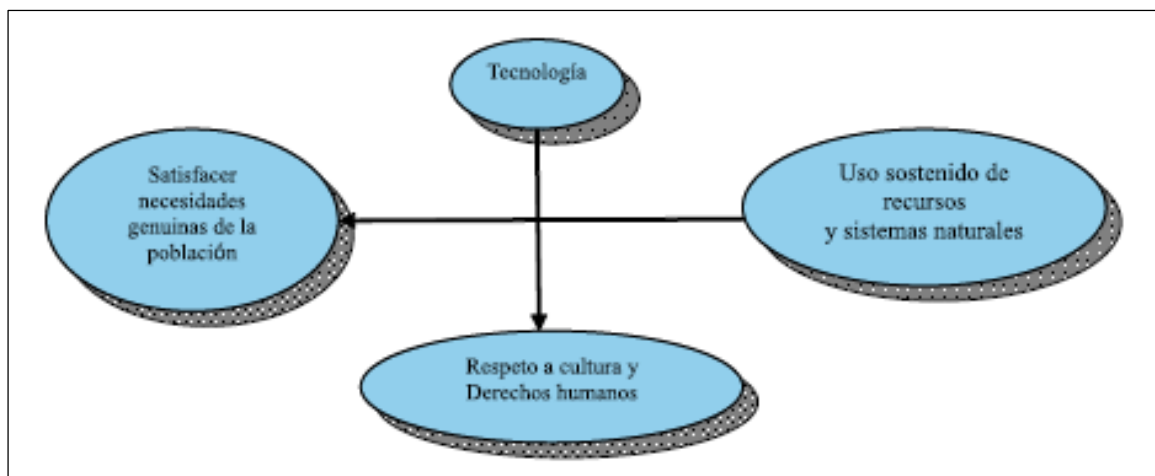 Tecnología
Satisfacer
necesidades
genuinas de la
población
Uso sostenido de
recursos
y sistemas naturales
Respeto a cultura y
Derechos humanos